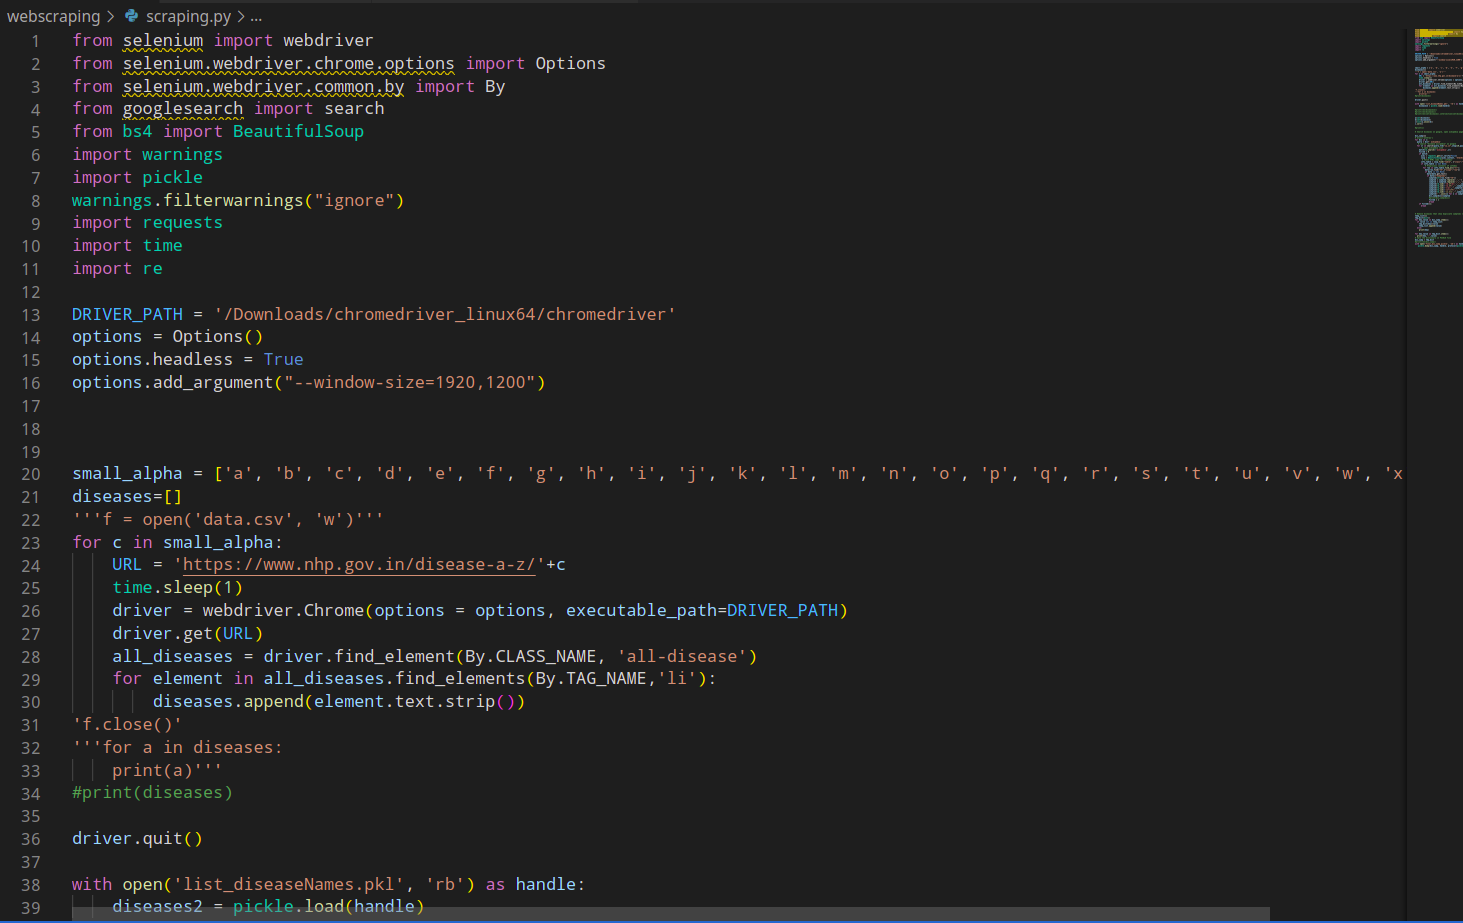 webscraping > scraping.py > ...
1 from selenium import webdriver
2 from selenium.webdriver.chrome.options import Options
3 from selenium.webdriver.common.by import By
4 from googlesearch import search
5 from bs4 import BeautifulSoup
6 import warnings
7 import pickle
8 warnings.filterwarnings("ignore")
9 import requests
10 import time
11 import re
12
13 DRIVER_PATH = '/Downloads/chromedriver_linux64/chromedriver'
14 options = Options()
15 options.headless = True
16 options.add_argument("--window-size=1920,1200")
17
18
19
20 small_alpha = ['a', 'b', 'c', 'd', 'e', 'f', 'g', 'h', 'i', 'j', 'k', 'l', 'm', 'n', 'o', 'p', 'q', 'r', 's', 't', 'u', 'v', 'w', 'x
21 diseases=[]
22 '''f = open('data.csv', 'w')'''
23 for c in small_alpha:
24     URL = 'https://www.nhp.gov.in/disease-a-z/'+c
25     time.sleep(1)
26     driver = webdriver.Chrome(options = options, executable_path=DRIVER_PATH)
27     driver.get(URL)
28     all_diseases = driver.find_element(By.CLASS_NAME, 'all-disease')
29     for element in all_diseases.find_elements(By.TAG_NAME,'li'):
30         diseases.append(element.text.strip())
31 'f.close()'
32 '''for a in diseases:
33     print(a)'''
34 #print(diseases)
35
36 driver.quit()
37
38 with open('list_diseaseNames.pkl', 'rb') as handle:
39     diseases2 = pickle.load(handle)